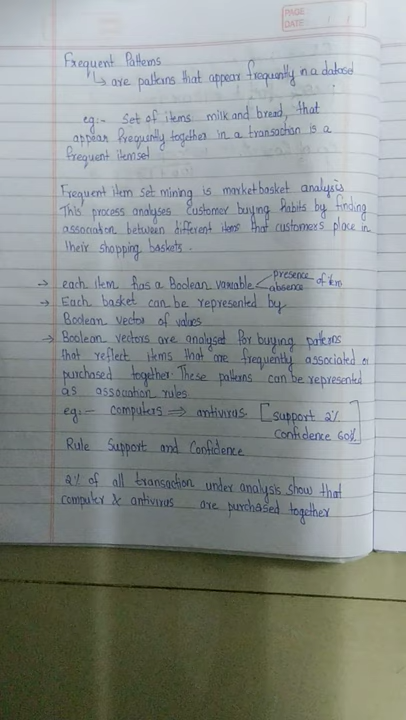 PAGE:
DATE:
Frequent Patterns
↳ are patterns that appear frequently in a dataset
eg:- Set of items milk and bread, that
appear frequently together in a transaction is a
frequent itemset
Frequent item set mining is market basket analysis
This process analyses customer buying habits by finding
association between different items that customers place in
their shopping baskets.
→ each item has a Boolean variable < presence absence of item
→ Each basket can be represented by
Boolean vector of values
→ Boolean vectors are analysed for buying patterns
that reflect items that are frequently associated or
purchased together. These patterns can be represented
as association rules
eg:- computers ⇒ antivirus [support 2%
confidence 60%]
Rule Support and Confidence
2% of all transaction under analysis show that
computer & antivirus are purchased together